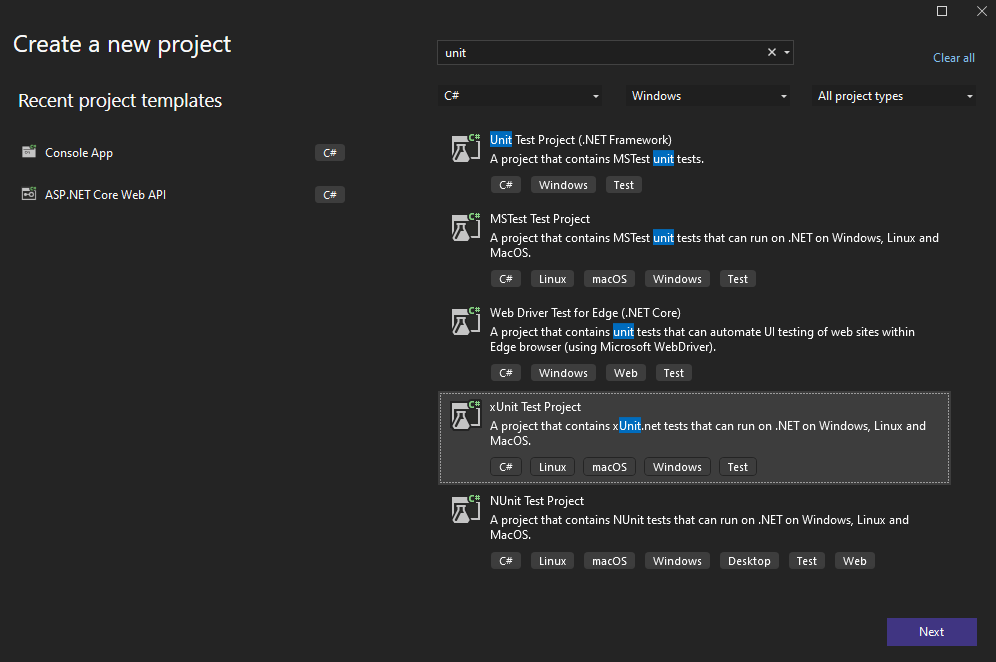 Create a new project
unit
Clear all
Recent project templates
C#
Windows
All project types
Console App
C#
ASP.NET Core Web API
C#
C#
Unit Test Project (.NET Framework)
A project that contains MSTest unit tests.
C# Windows Test
C#
MSTest Test Project
A project that contains MSTest unit tests that can run on .NET on Windows, Linux and
MacOS.
C# Linux macOS Windows Test
C#
Web Driver Test for Edge (.NET Core)
A project that contains unit tests that can automate UI testing of web sites within
Edge browser (using Microsoft WebDriver).
C# Windows Web Test
C#
xUnit Test Project
A project that contains xUnit.net tests that can run on .NET on Windows, Linux and
MacOS.
C# Linux macOS Windows Test
C#
NUnit Test Project
A project that contains NUnit tests that can run on .NET on Windows, Linux and
MacOS.
C# Linux macOS Windows Desktop Test Web
Next